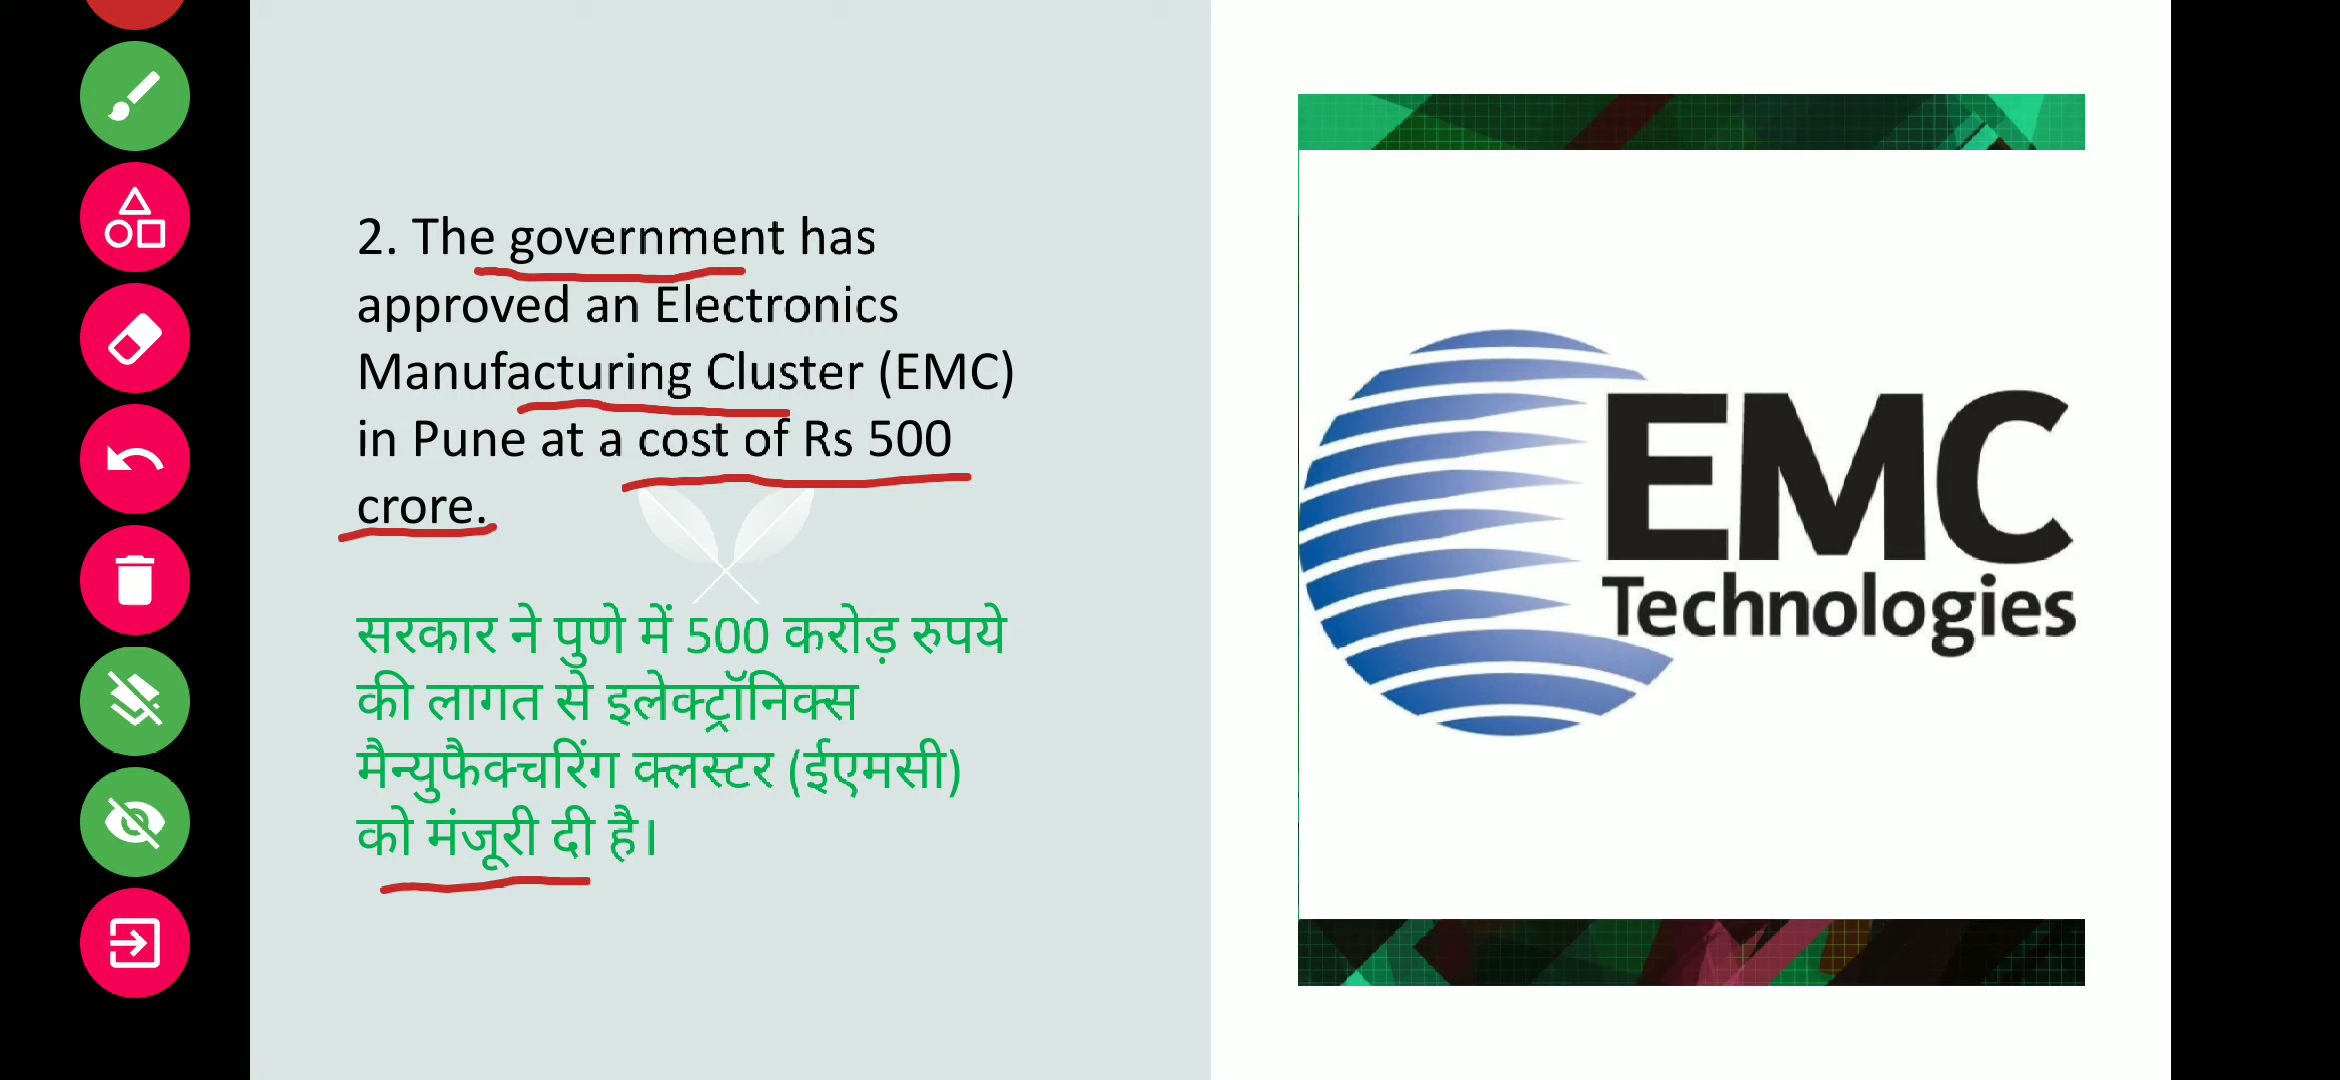 2. The government has
approved an Electronics
Manufacturing Cluster (EMC)
in Pune at a cost of Rs 500
crore.
सरकार ने पुणे में 500 करोड़ रुपये
की लागत से इलेक्ट्रॉनिक्स
मैन्युफैक्चरिंग क्लस्टर (ईएमसी)
को मंजूरी दी है।
EMC
Technologies